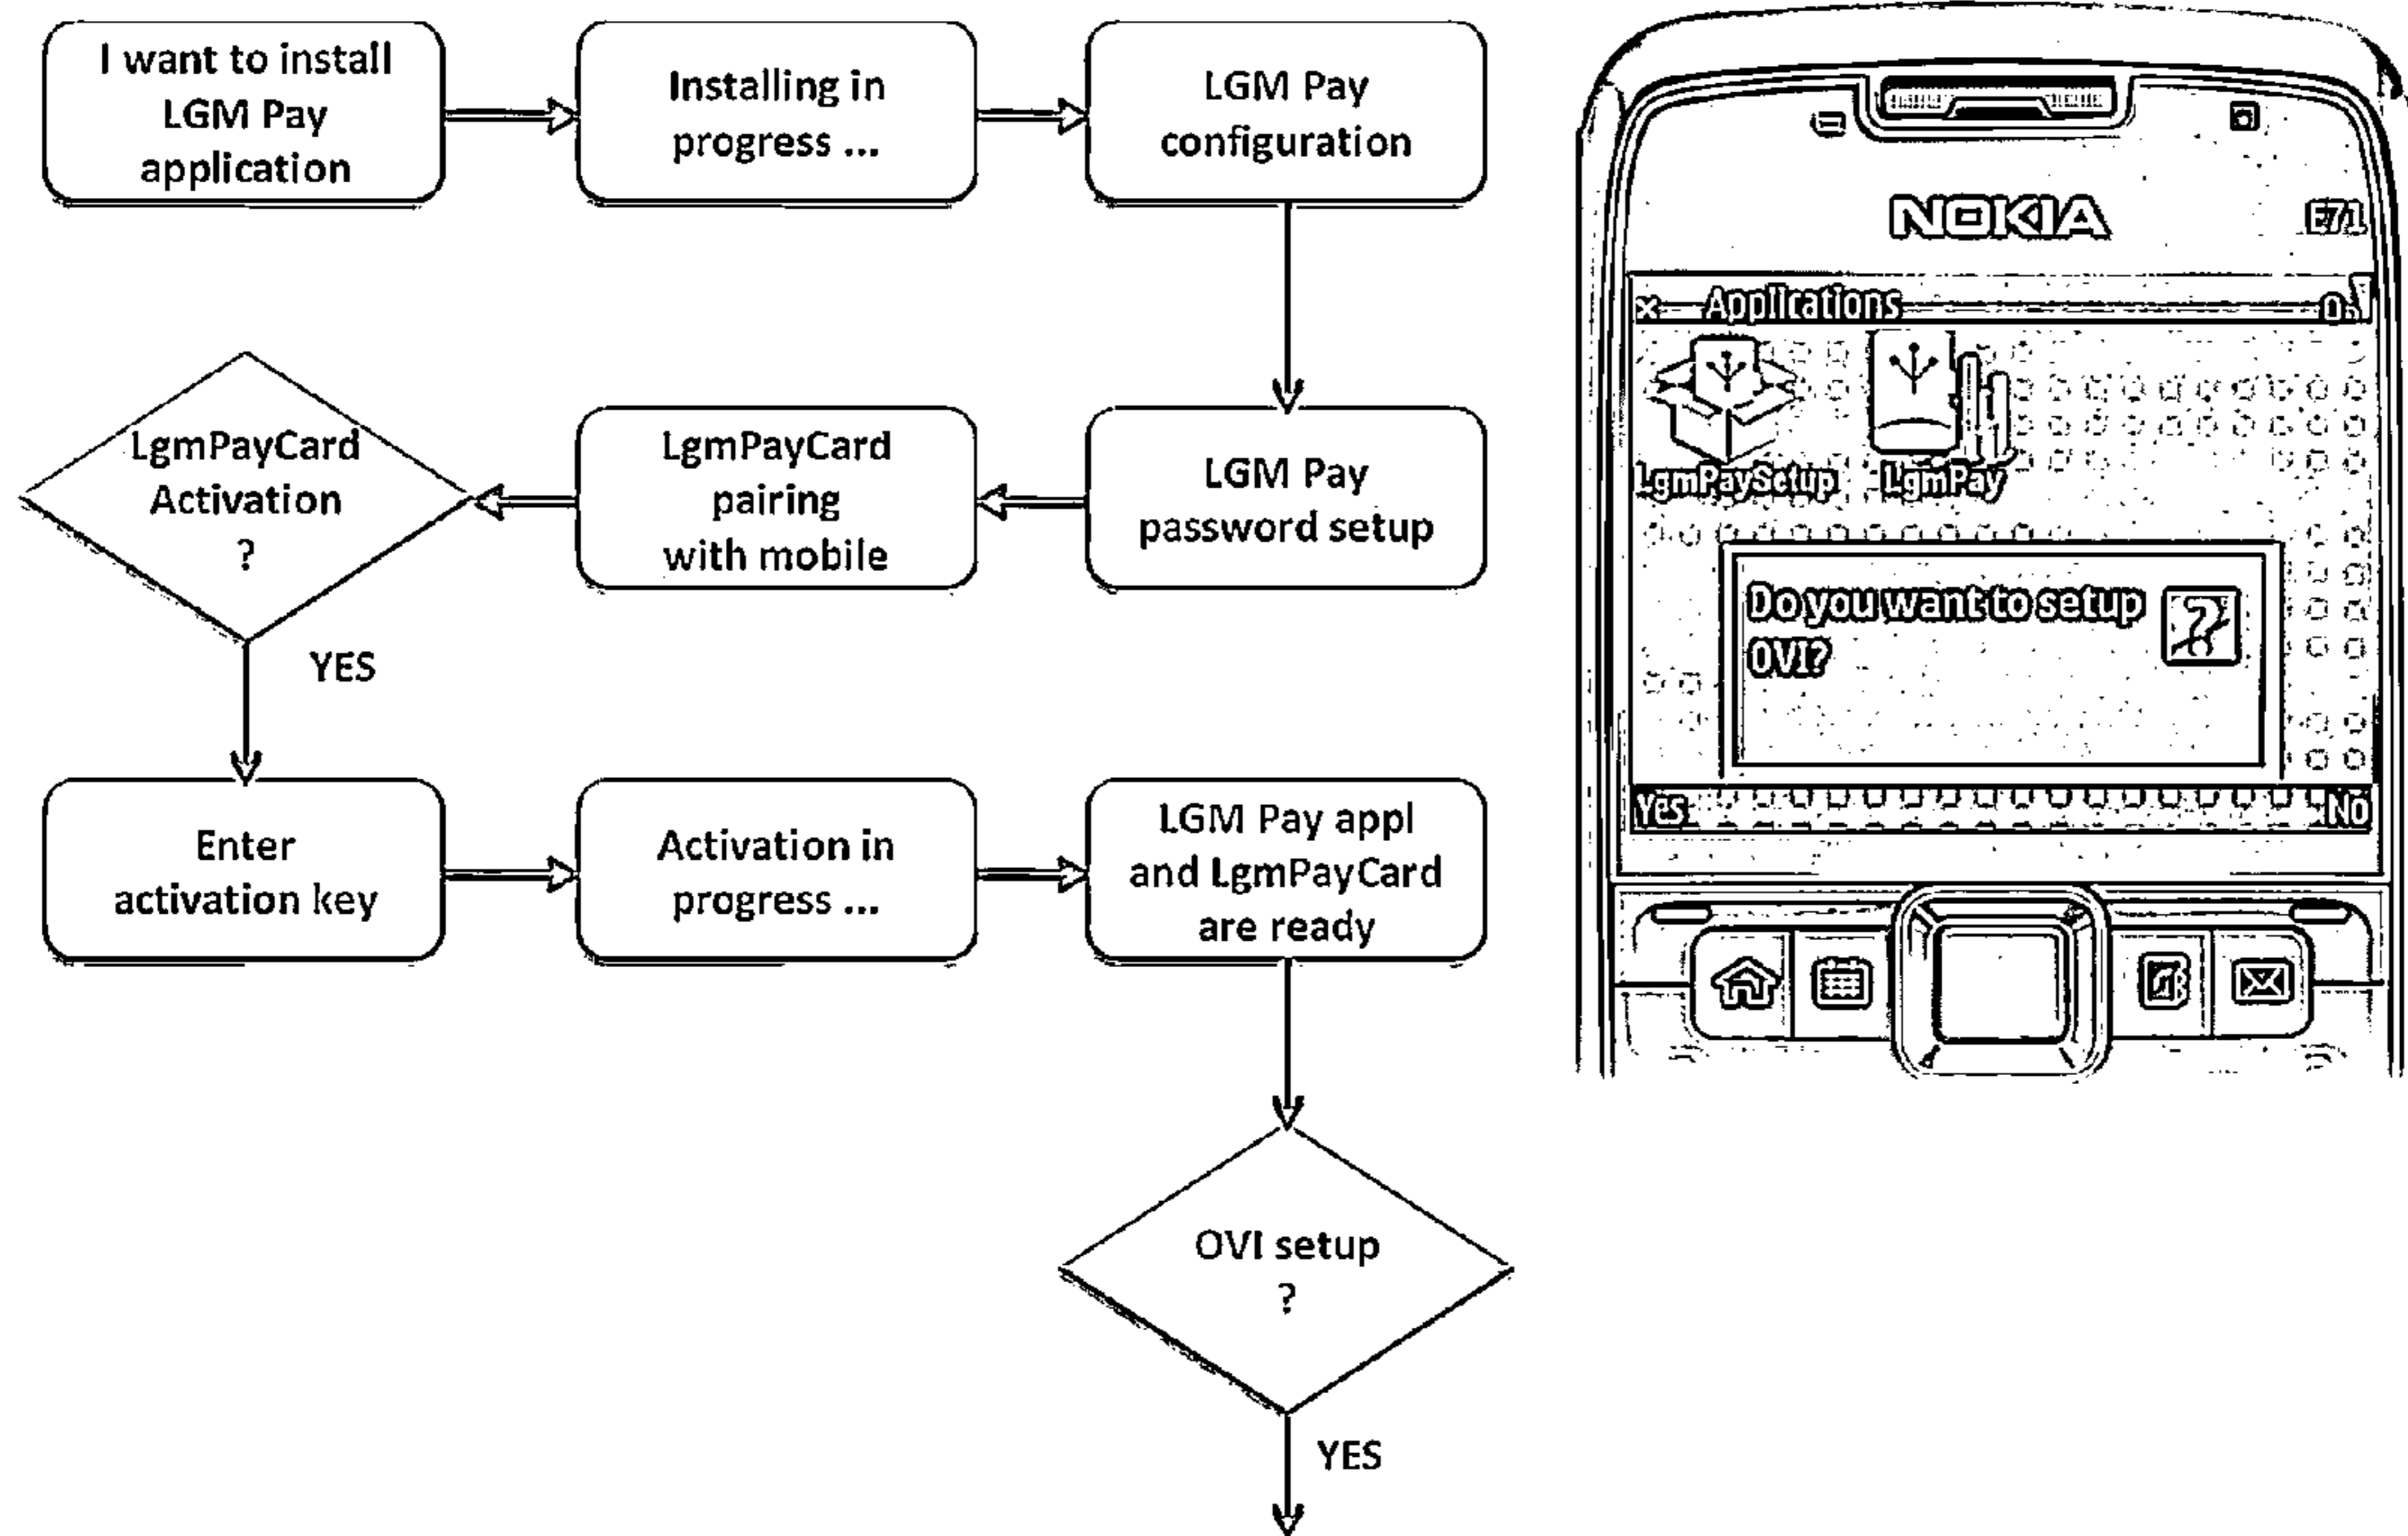 I want to install
LGM Pay
application
Installing in
progress ...
LGM Pay
configuration
LgmPayCard
Activation
?
LgmPayCard
pairing
with mobile
LGM Pay
password setup
YES
Enter
activation key
Activation in
progress ...
LGM Pay appl
and LgmPayCard
are ready
OVI setup
?
YES
NOKIA
E71
Applications
LgmPaySetup
LgmPay
Do you want to setup
OVI?
Yes
No